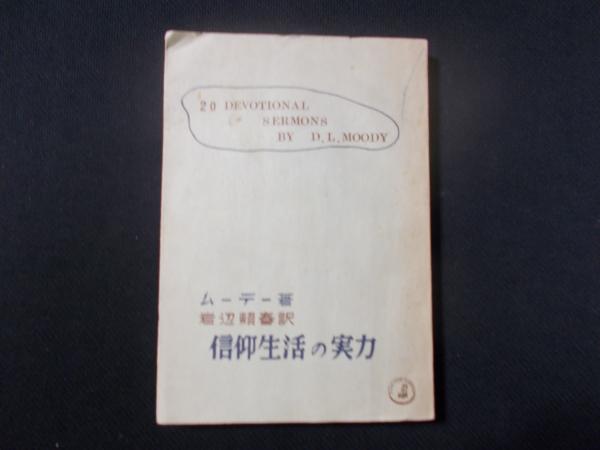 20 DEVOTIONAL
SERMONS
BY D.L.MOODY
ムーデー著
岩辺頼春訳
信仰生活の実力